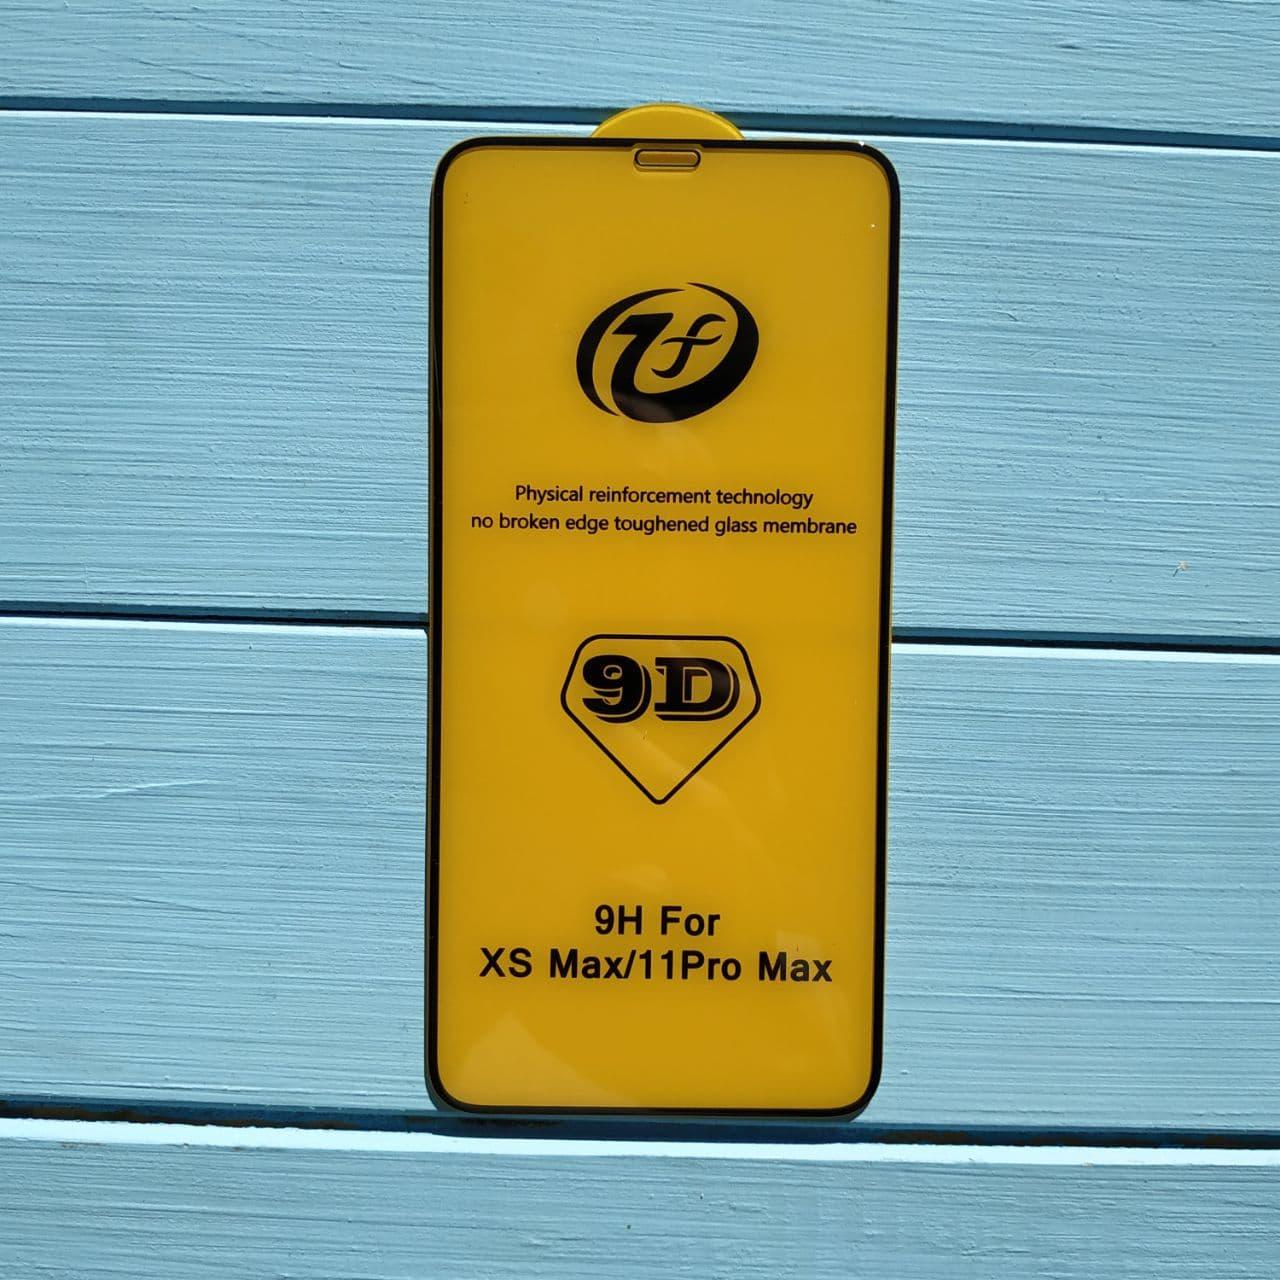 Physical reinforcement technology
no broken edge toughened glass membrane
9D
9H For
XS Max/11Pro Max